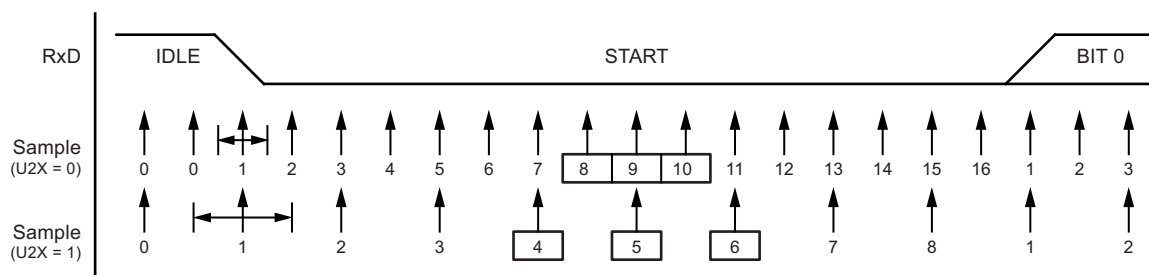 RxD IDLE START BIT 0
Sample
(U2X = 0)
0 0 1 2 3 4 5 6 7 8 9 10 11 12 13 14 15 16 1 2 3
Sample
(U2X = 1)
0 1 2 3 4 5 6 7 8 1 2